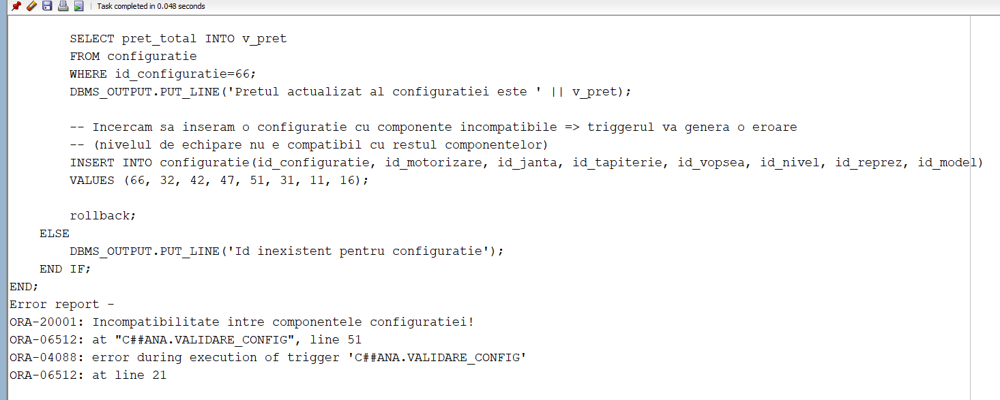 Task completed in 0.048 seconds
SELECT pret_total INTO v_pret
FROM configuratie
WHERE id_configuratie=66;
DBMS_OUTPUT.PUT_LINE('Pretul actualizat al configuratiei este ' || v_pret);
-- Incercam sa inseram o configuratie cu componente incompatibile => triggerul va genera o eroare
-- (nivelul de echipare nu e compatibil cu restul componentelor)
INSERT INTO configuratie(id_configuratie, id_motorizare, id_janta, id_tapiterie, id_vopsea, id_nivel, id_reprez, id_model)
VALUES (66, 32, 42, 47, 51, 31, 11, 16);
rollback;
ELSE
DBMS_OUTPUT.PUT_LINE('Id inexistent pentru configuratie');
END IF;
END;
Error report -
ORA-20001: Incompatibilitate intre componentele configuratiei!
ORA-06512: at "C##ANA.VALIDARE_CONFIG", line 51
ORA-04088: error during execution of trigger 'C##ANA.VALIDARE_CONFIG'
ORA-06512: at line 21